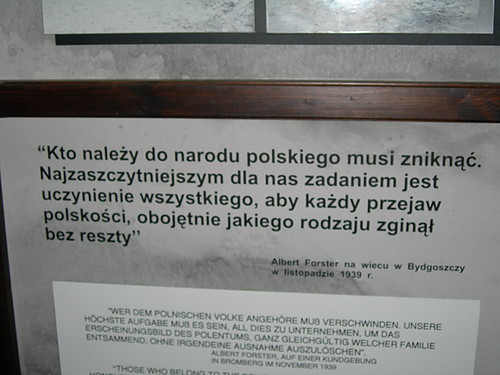 “Kto należy do narodu polskiego musi zniknąć.
Najzaszczytniejszym dla nas zadaniem jest
uczynienie wszystkiego, aby każdy przejaw
polskości, obojętnie jakiego rodzaju zginął
bez reszty”
Albert Forster na wiecu w Bydgoszczy
w listopadzie 1939 r.
"WER DEM POLNISCHEN VOLKE ANGEHÖRE MUß VERSCHWINDEN. UNSERE
HÖCHSTE AUFGABE MUß ES SEIN, ALL DIES ZU UNTERNEHMEN, UM DAS
ERSCHEINUNGSBILD DES POLENTUMS, GANZ GLEICHGÜLTIG WELCHER FAMILIE
ENTSAMMEND, OHNE IRGENDEINE AUSNAHME AUSZULÖSCHEN".
ALBERT FORSTER, AUF EINER KUNDGEBUNG
IN BROMBERG IM NOVEMBER 1939
"THOSE WHO BELONG TO THE